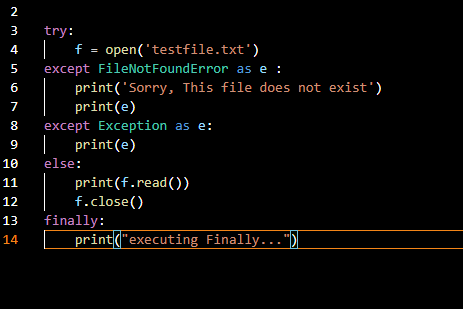 2
3 try:
4     f = open('testfile.txt')
5 except FileNotFoundError as e :
6     print('Sorry, This file does not exist')
7     print(e)
8 except Exception as e:
9     print(e)
10 else:
11     print(f.read())
12     f.close()
13 finally:
14     print("executing Finally...")